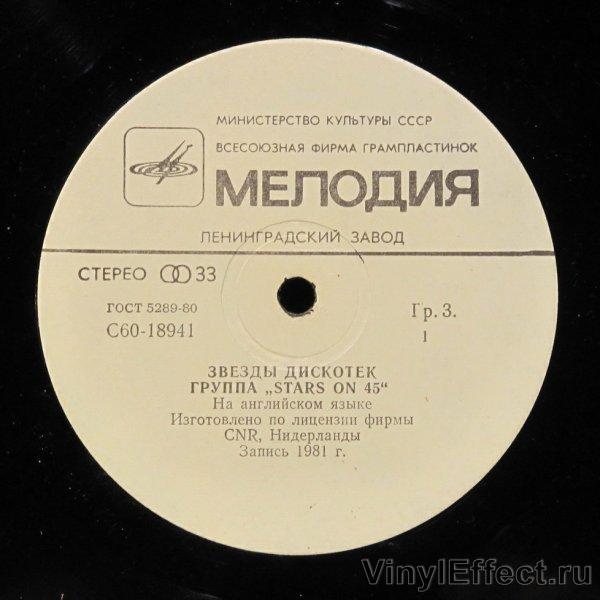 МИНИСТЕРСТВО КУЛЬТУРЫ СССР
ВСЕСОЮЗНАЯ ФИРМА ГРАМПЛАСТИНОК
МЕЛОДИЯ
ЛЕНИНГРАДСКИЙ ЗАВОД
СТЕРЕО 33
ГОСТ 5289-80
С60-18941
Гр. 3.
1
ЗВЕЗДЫ ДИСКОТЕК
ГРУППА „STARS ON 45“
На английском языке
Изготовлено по лицензии фирмы
CNR, Нидерланды
Запись 1981 г.
VinylEffect.ru